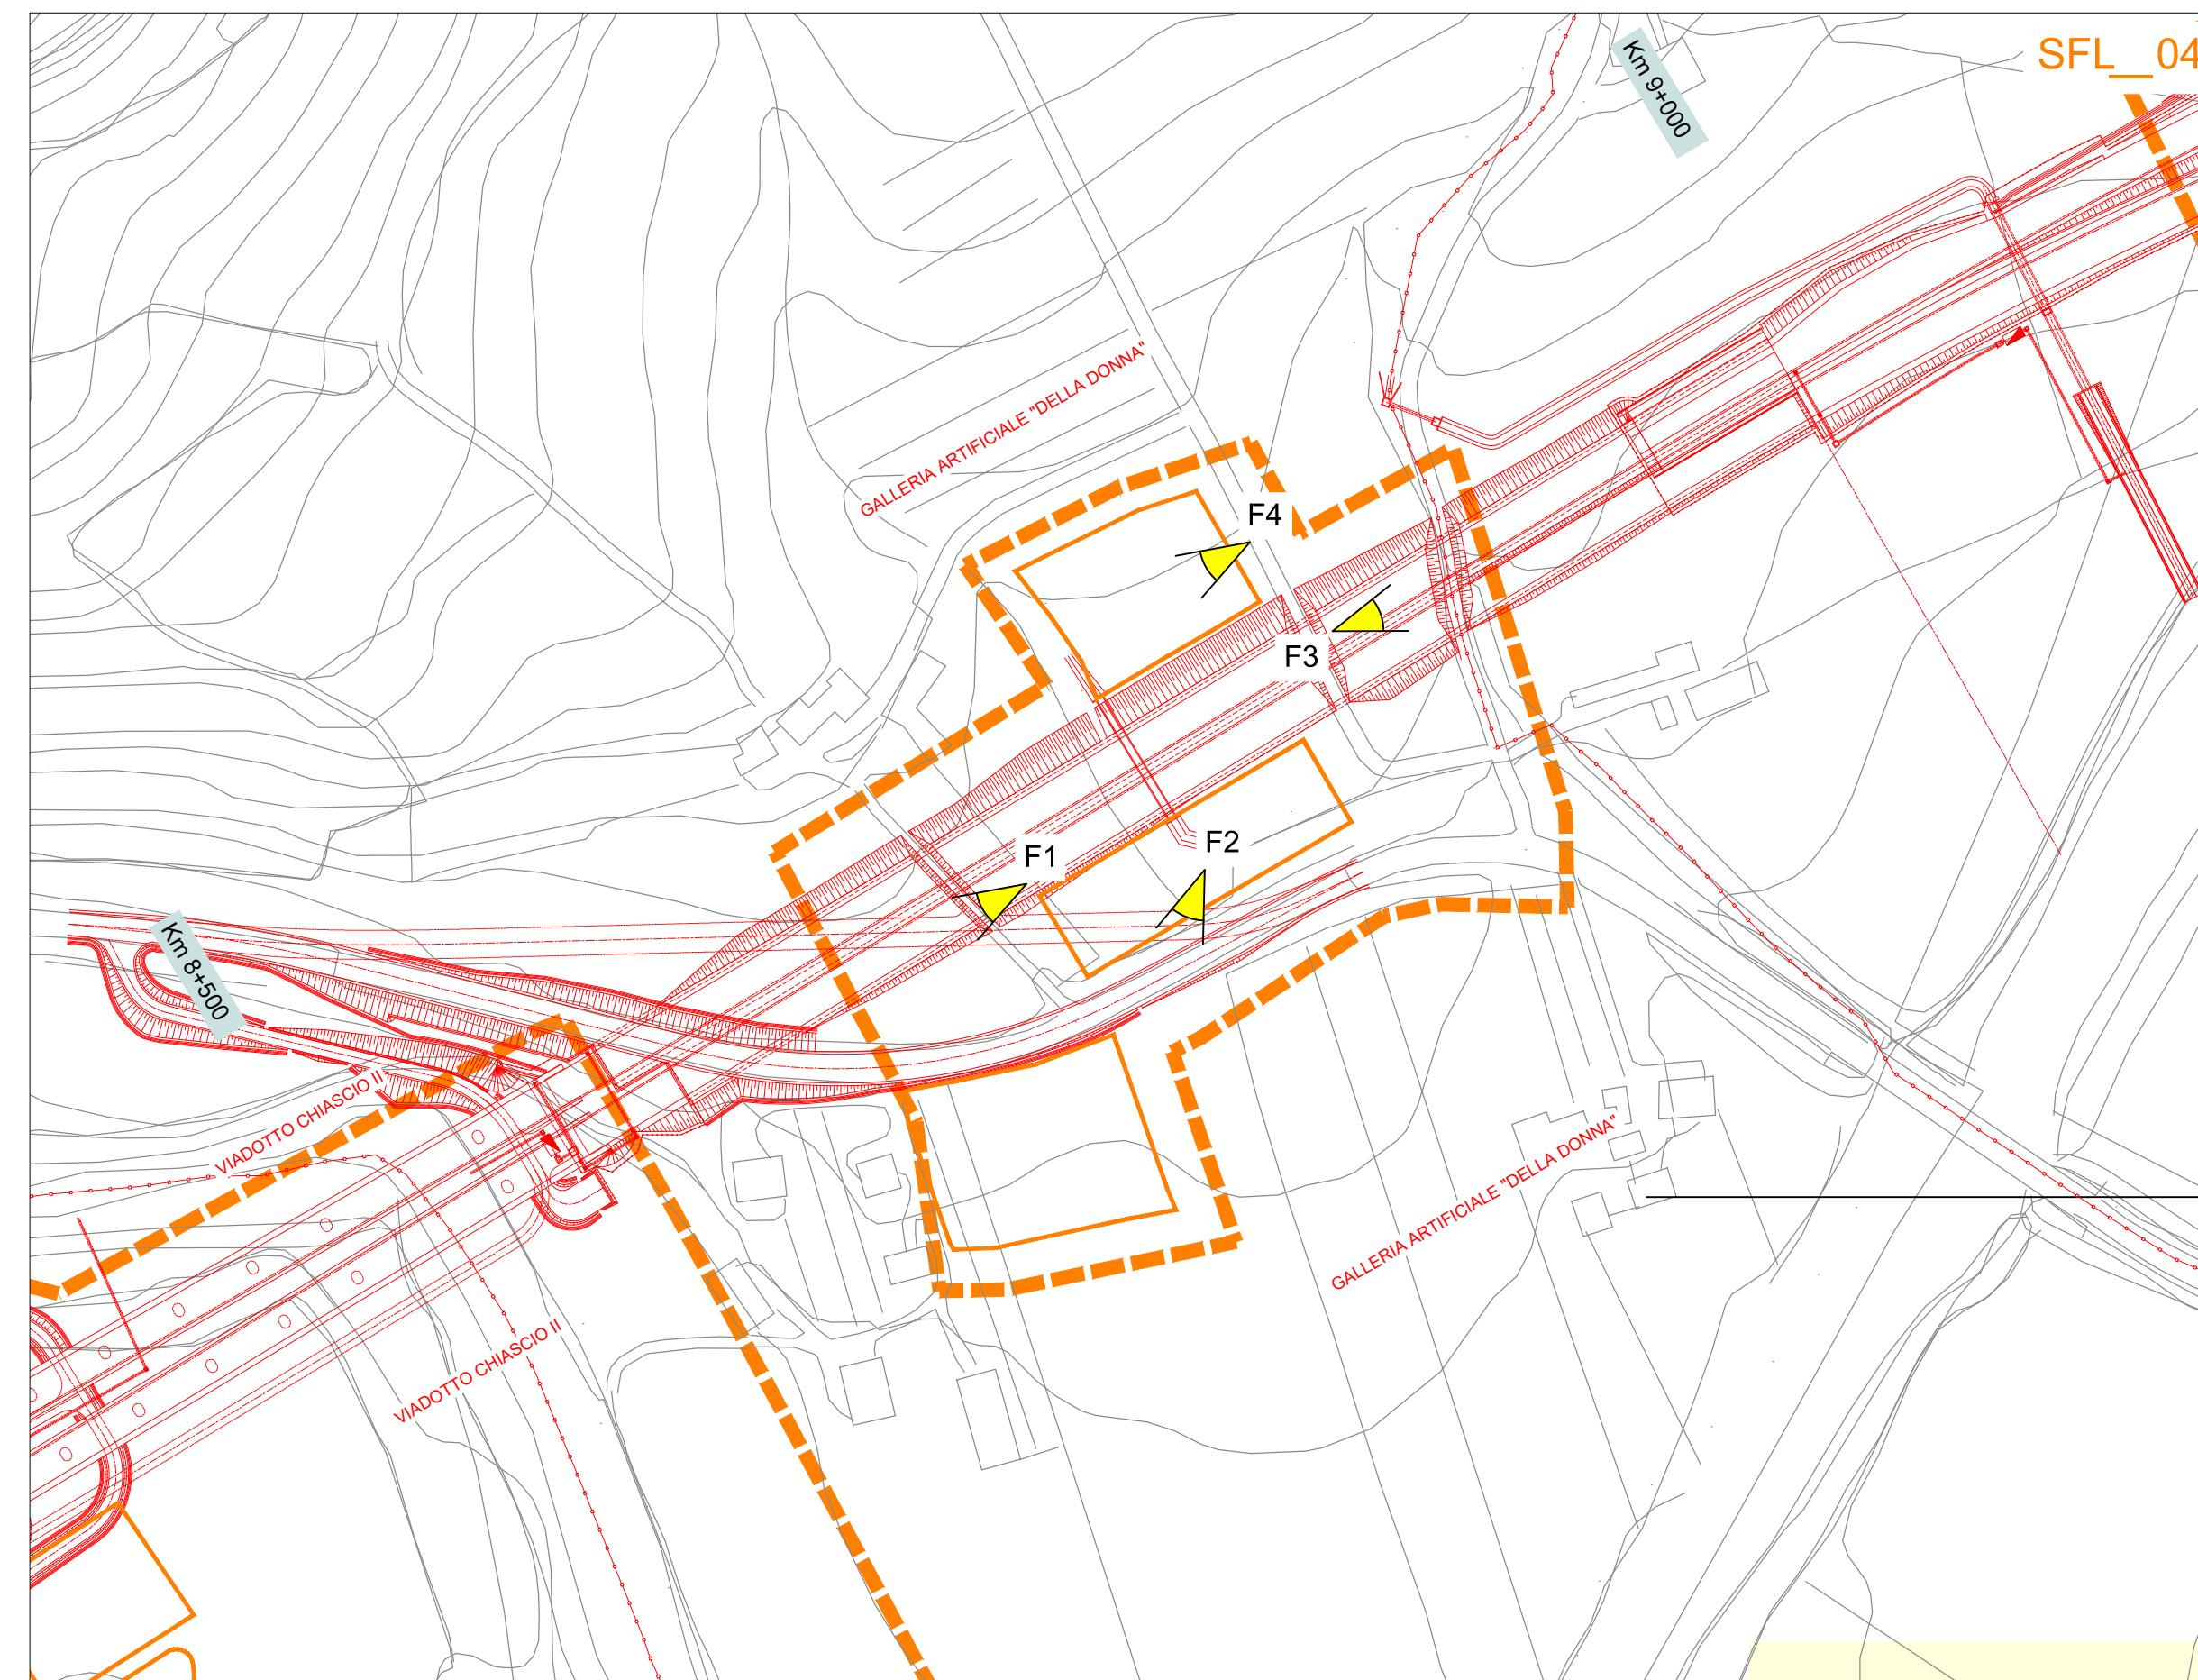 SFL__04
Km 9+000
GALLERIA ARTIFICIALE "DELLA DONNA"
F4
F3
F1
F2
Km 8+500
VIADOTTO CHIASCIO II
GALLERIA ARTIFICIALE "DELLA DONNA"
VIADOTTO CHIASCIO II